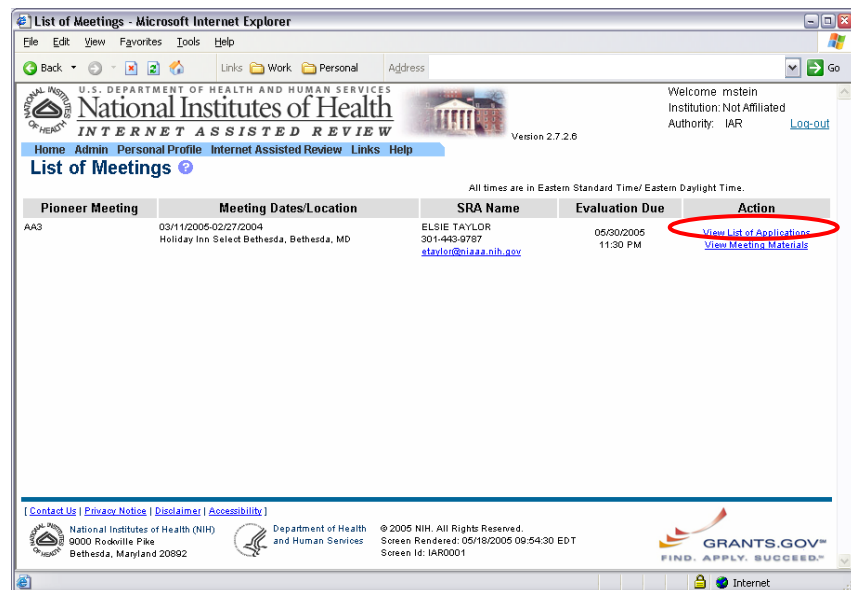 List of Meetings - Microsoft Internet Explorer
File Edit View Favorites Tools Help
Back Links Work Personal Address Go
U.S. DEPARTMENT OF HEALTH AND HUMAN SERVICES
National Institutes of Health
INTERNET ASSISTED REVIEW
Version 2.7.2.6
Welcome mstein
Institution: Not Affiliated
Authority: IAR Log-out
Home Admin Personal Profile Internet Assisted Review Links Help
List of Meetings ?
All times are in Eastern Standard Time/ Eastern Daylight Time.
Pioneer Meeting Meeting Dates/Location SRA Name Evaluation Due Action
AA3 03/11/2005-02/27/2004 ELSIE TAYLOR 05/30/2005 View List of Applications
Holiday Inn Select Bethesda, Bethesda, MD 301-443-9787 11:30 PM View Meeting Materials
etaylor@niaaa.nih.gov
[ Contact Us | Privacy Notice | Disclaimer | Accessibility ]
National Institutes of Health (NIH)
9000 Rockville Pike
Bethesda, Maryland 20892
Department of Health
and Human Services
© 2005 NIH. All Rights Reserved.
Screen Rendered: 05/18/2005 09:54:30 EDT
Screen Id: IAR0001
GRANTS.GOV℠
FIND. APPLY. SUCCEED.℠
Internet